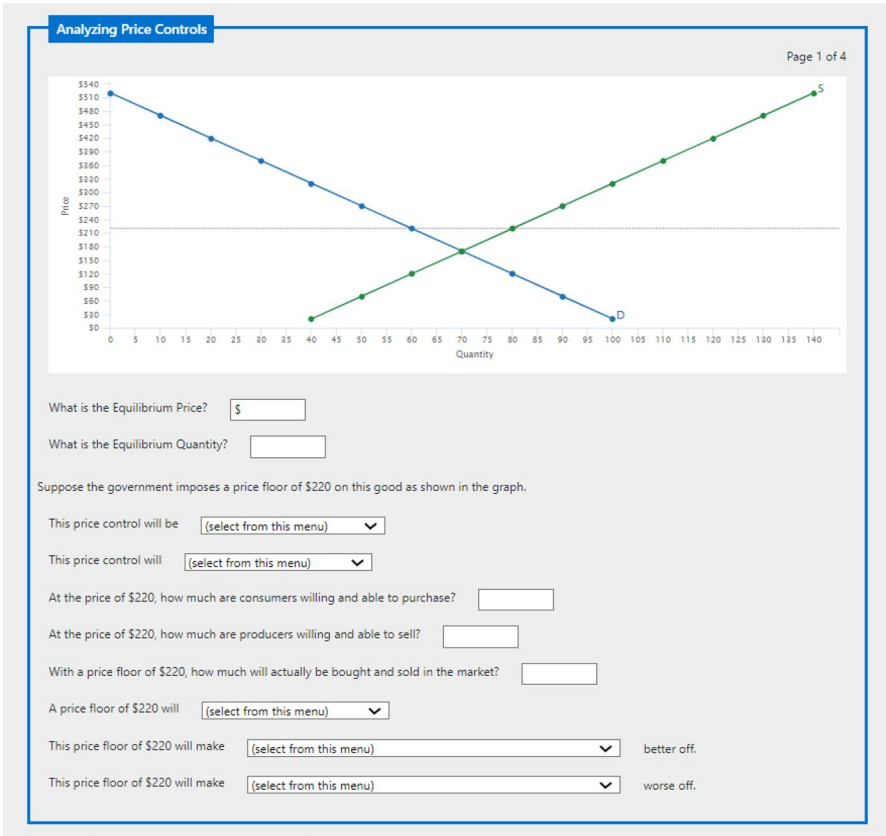 Analyzing Price Controls
Page 1 of 4
$540
$510
$480
$450
$420
$390
$360
$330
$300
$270
$240
$210
$180
$150
$120
$90
$60
$30
$0
Price
S
D
0 5 10 15 20 25 30 35 40 45 50 55 60 65 70 75 80 85 90 95 100 105 110 115 120 125 130 135 140
Quantity
What is the Equilibrium Price? $
What is the Equilibrium Quantity?
Suppose the government imposes a price floor of $220 on this good as shown in the graph.
This price control will be (select from this menu)
This price control will (select from this menu)
At the price of $220, how much are consumers willing and able to purchase?
At the price of $220, how much are producers willing and able to sell?
With a price floor of $220, how much will actually be bought and sold in the market?
A price floor of $220 will (select from this menu)
This price floor of $220 will make (select from this menu) better off.
This price floor of $220 will make (select from this menu) worse off.